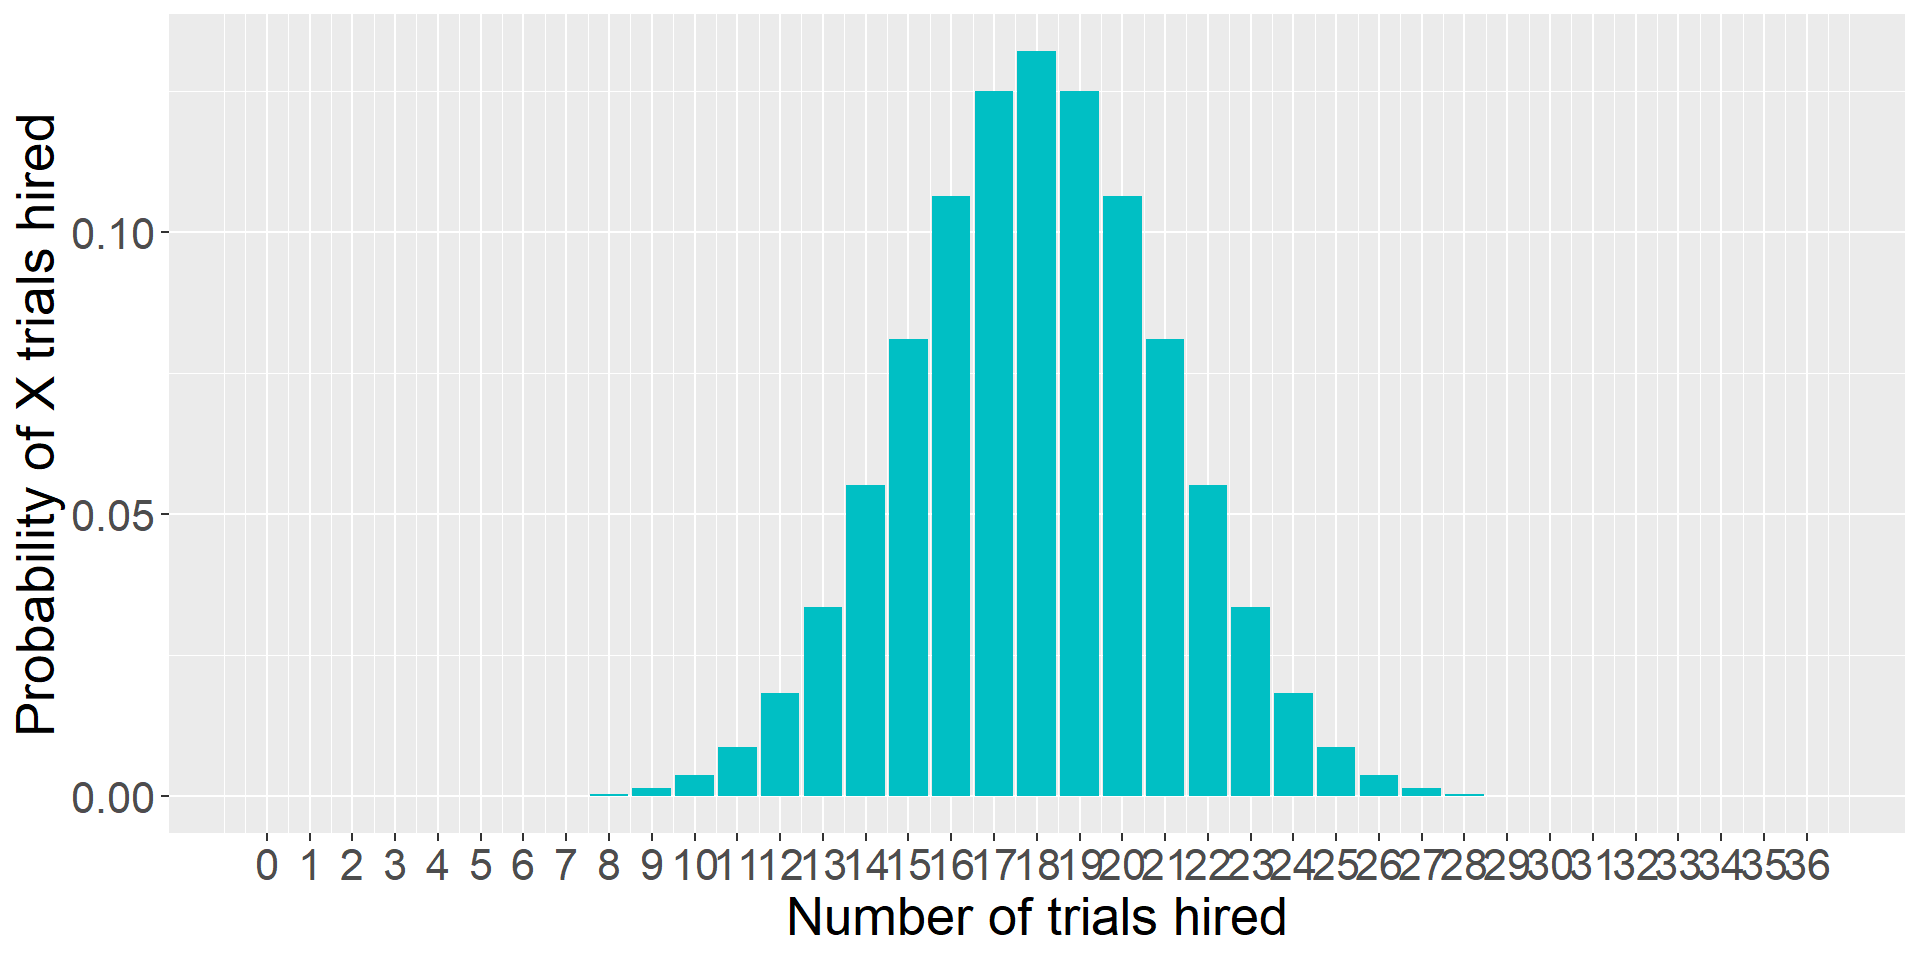 Probability of X trials hired
0.10
0.05
0.00
0 1 2 3 4 5 6 7 8 9 10 11 12 13 14 15 16 17 18 19 20 21 22 23 24 25 26 27 28 29 30 31 32 33 34 35 36
Number of trials hired